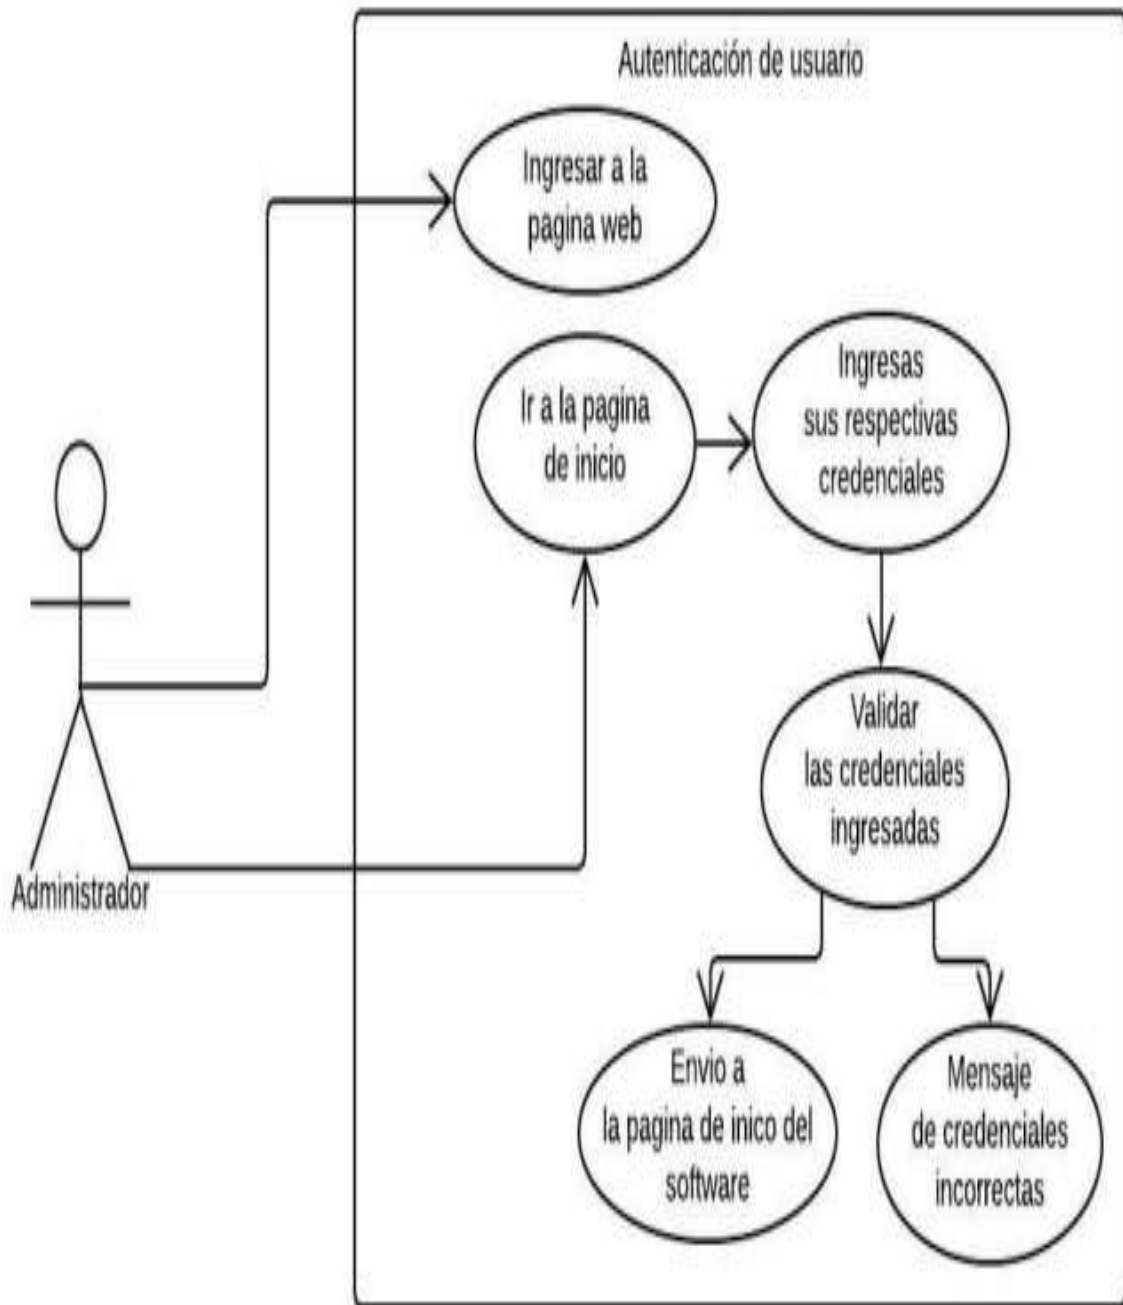 Autenticación de usuario
Ingresar a la
pagina web
Ir a la pagina
de inicio
Ingresas
sus respectivas
credenciales
Validar
las credenciales
ingresadas
Administrador
Envio a
la pagina de inico del
software
Mensaje
de credenciales
incorrectas